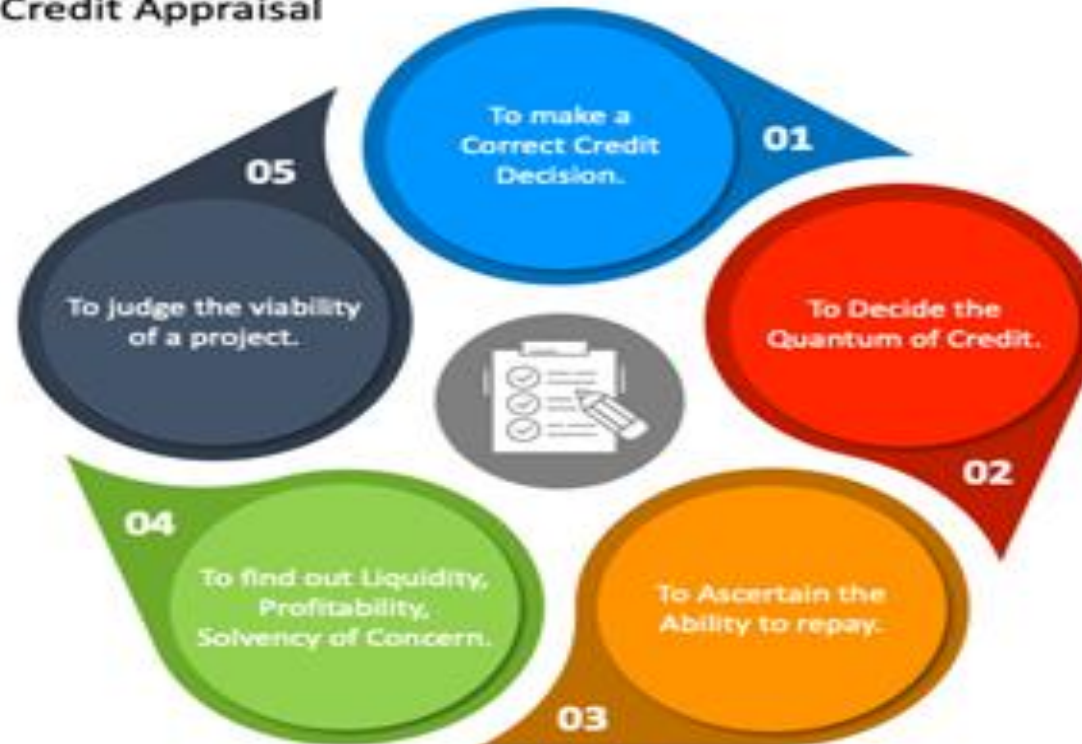 Credit Appraisal
01
To make a
Correct Credit
Decision.
02
To Decide the
Quantum of Credit.
03
To Ascertain the
Ability to repay.
04
To find out Liquidity,
Profitability,
Solvency of Concern.
05
To judge the viability
of a project.